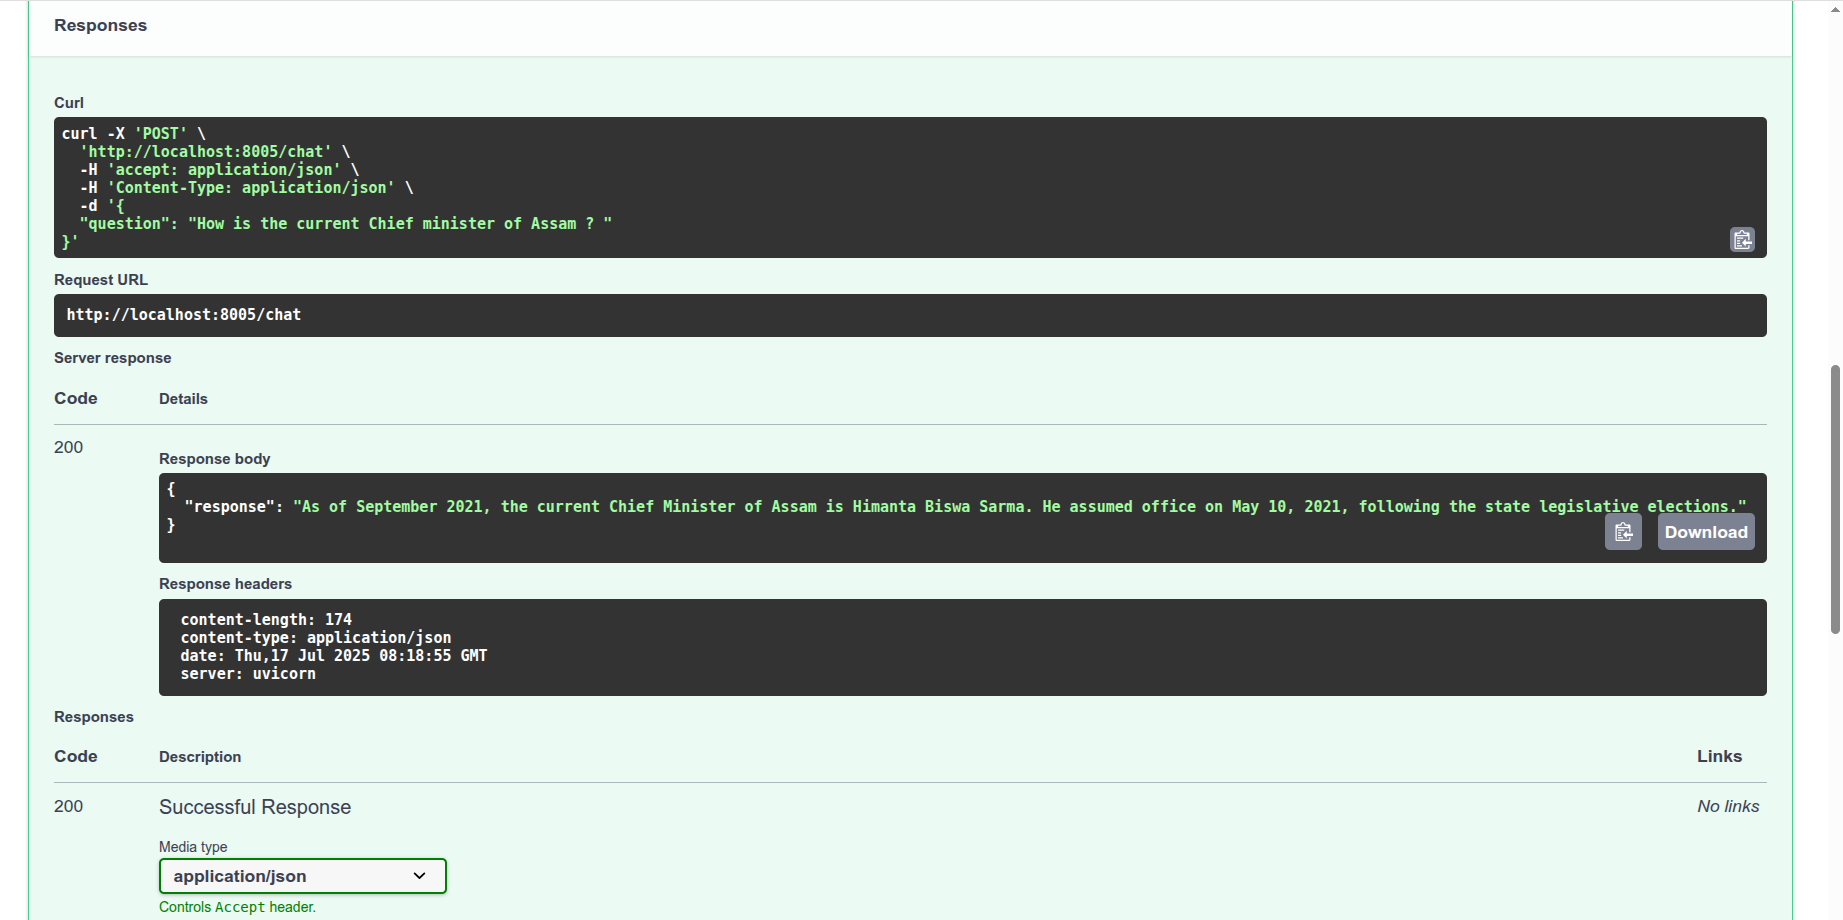 Responses
Curl
curl -X 'POST' \
  'http://localhost:8005/chat' \
  -H 'accept: application/json' \
  -H 'Content-Type: application/json' \
  -d '{
  "question": "How is the current Chief minister of Assam ? "
}'
Request URL
http://localhost:8005/chat
Server response
Code Details
200
Response body
{
  "response": "As of September 2021, the current Chief Minister of Assam is Himanta Biswa Sarma. He assumed office on May 10, 2021, following the state legislative elections."
}
Download
Response headers
content-length: 174
content-type: application/json
date: Thu,17 Jul 2025 08:18:55 GMT
server: uvicorn
Responses
Code Description Links
200 Successful Response No links
Media type
application/json
Controls Accept header.